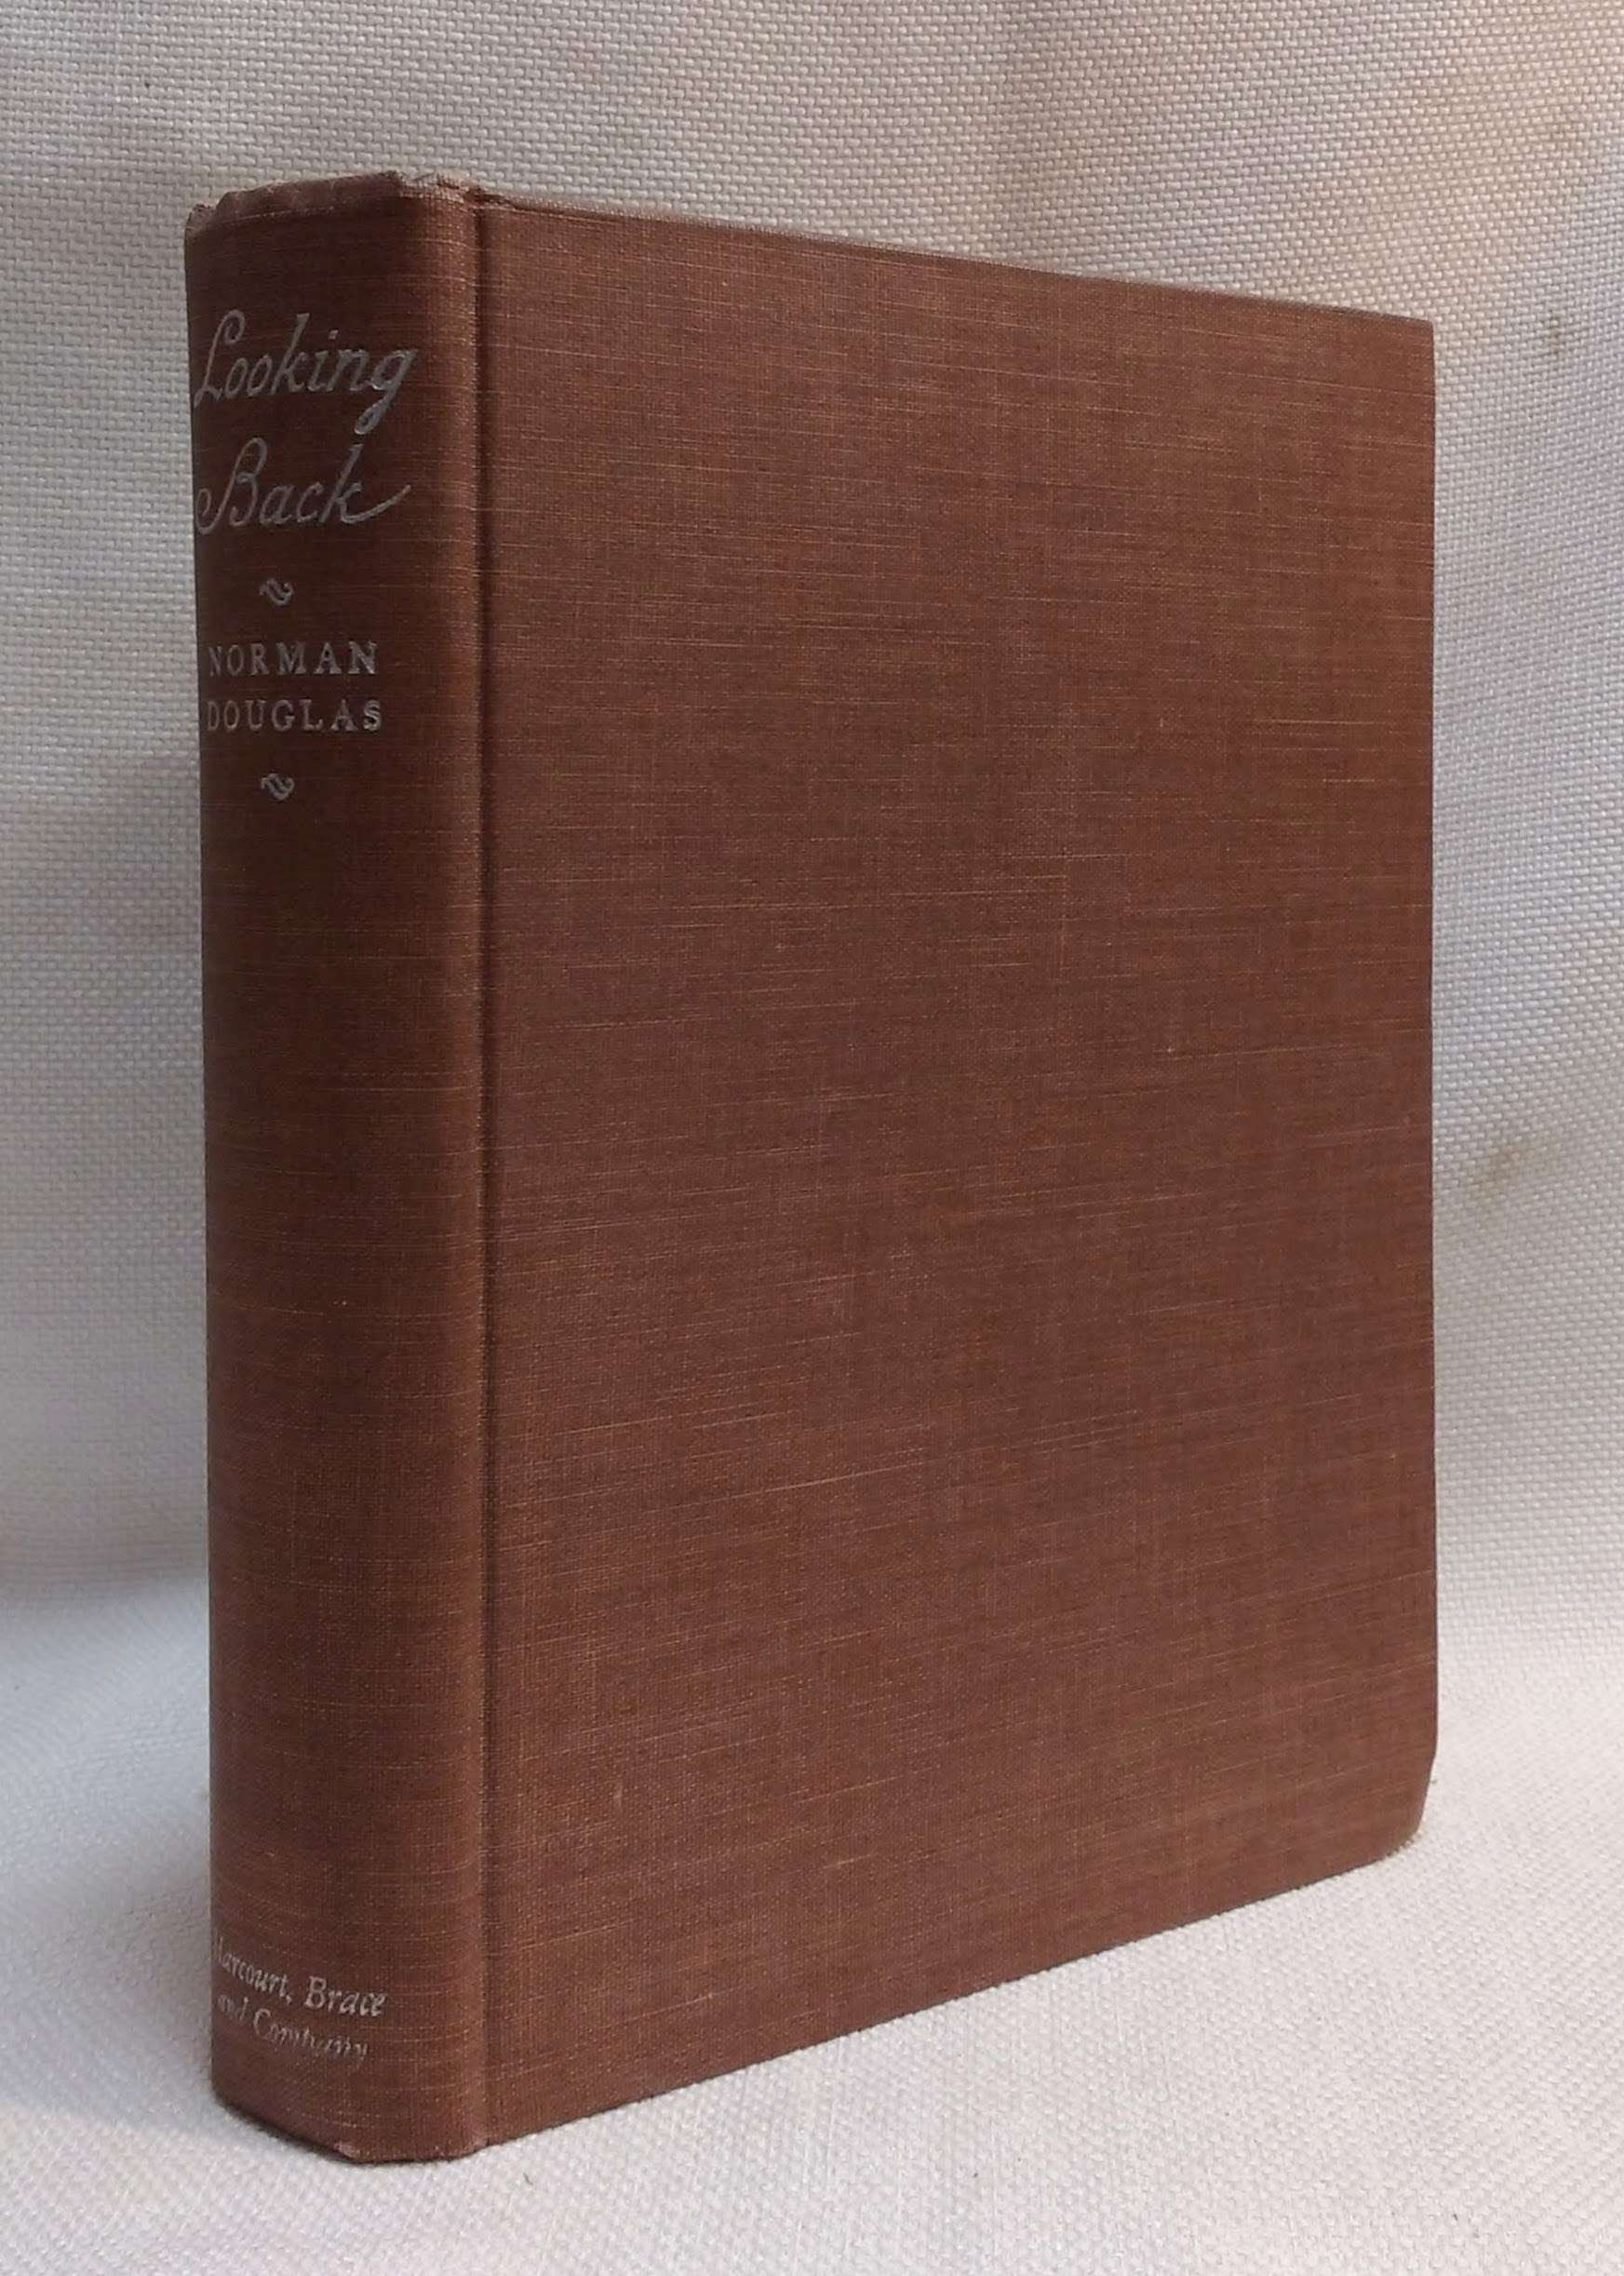 Looking
Back
NORMAN
DOUGLAS
Harcourt, Brace
and Company